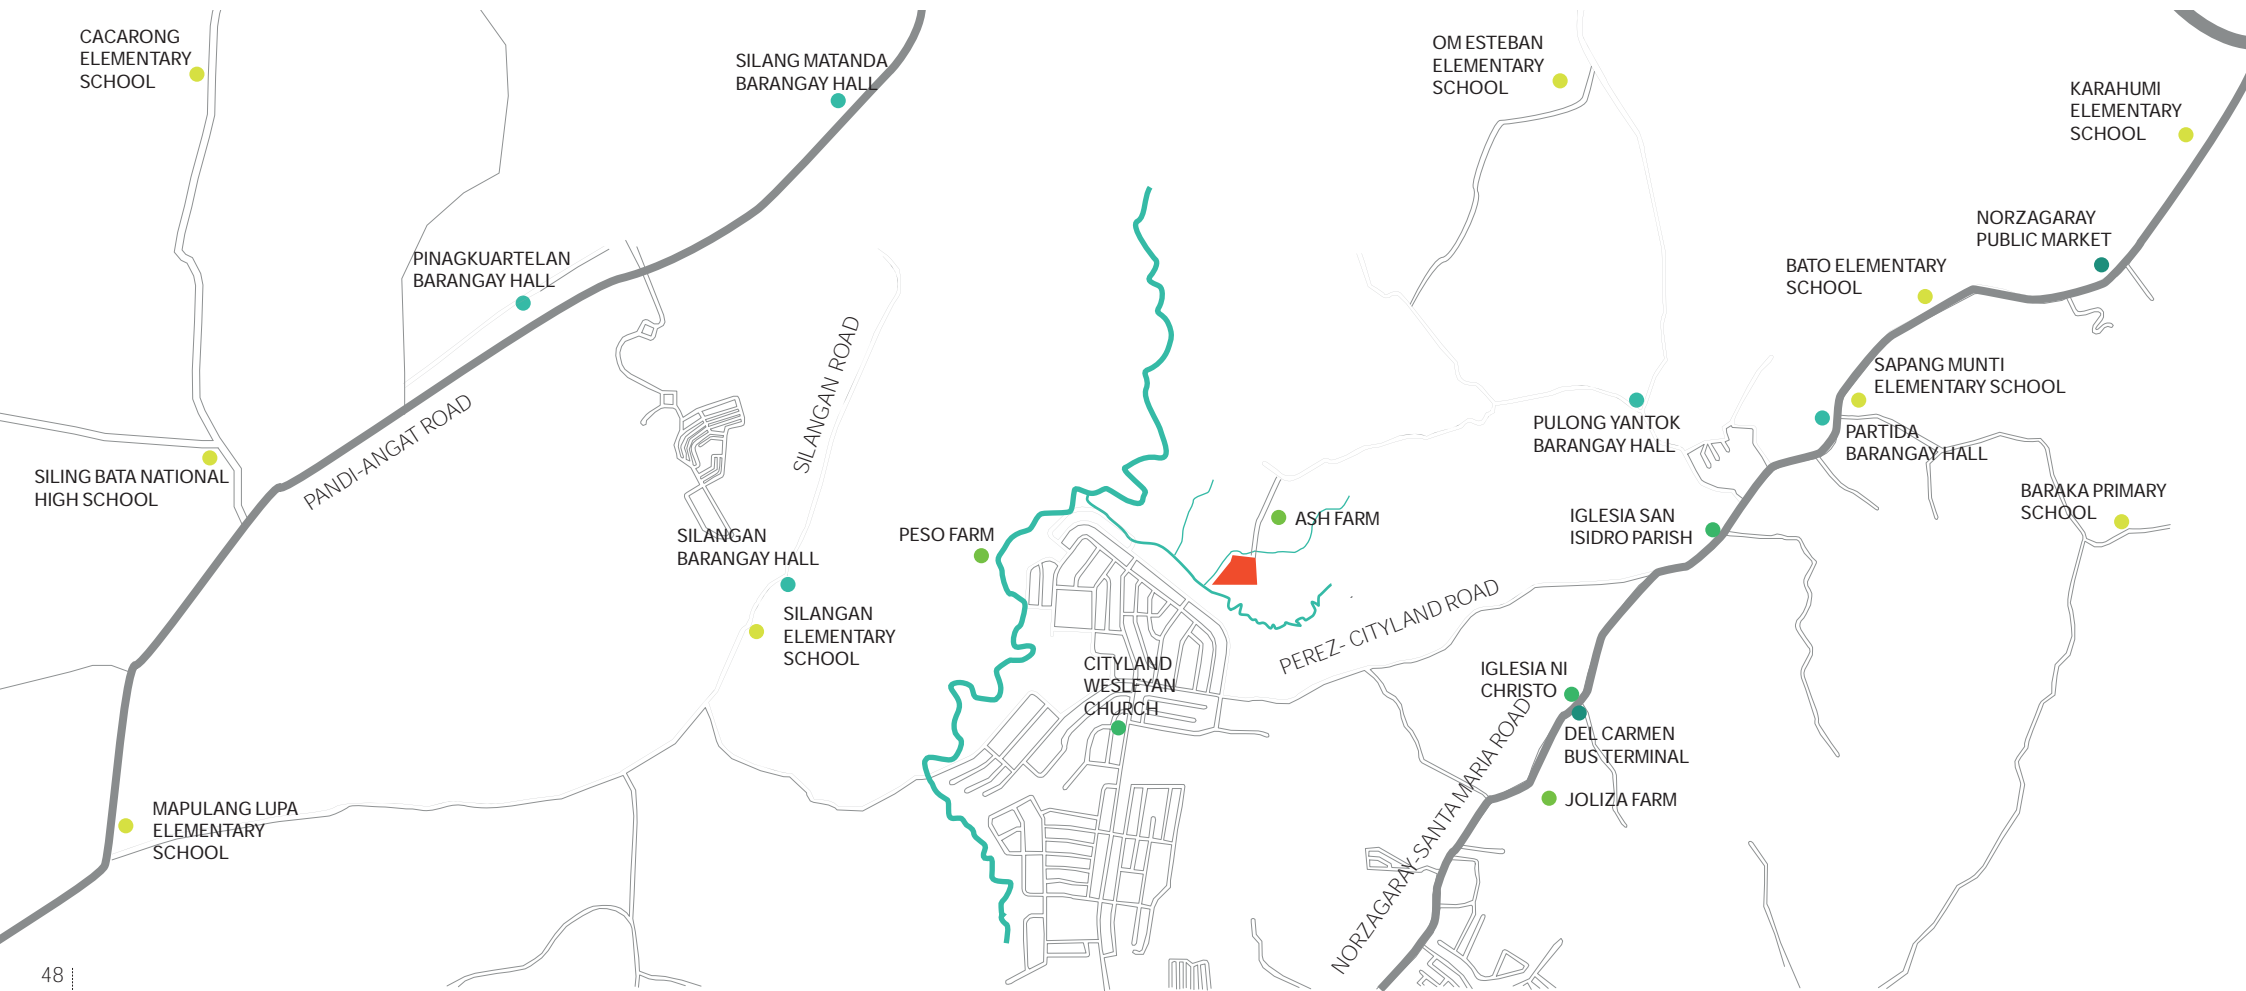 CACARONG
ELEMENTARY
SCHOOL
SILANG MATANDA
BARANGAY HALL
OM ESTEBAN
ELEMENTARY
SCHOOL
KARAHUMI
ELEMENTARY
SCHOOL
NORZAGARAY
PUBLIC MARKET
PINAGKUARTELAN
BARANGAY HALL
BATO ELEMENTARY
SCHOOL
SILANGAN ROAD
SAPANG MUNTI
ELEMENTARY SCHOOL
PANDI-ANGAT ROAD
PULONG YANTOK
BARANGAY HALL
PARTIDA
BARANGAY HALL
SILING BATA NATIONAL
HIGH SCHOOL
BARAKA PRIMARY
SCHOOL
SILANGAN
BARANGAY HALL
PESO FARM
ASH FARM
IGLESIA SAN
ISIDRO PARISH
SILANGAN
ELEMENTARY
SCHOOL
PEREZ- CITYLAND ROAD
CITYLAND
WESLEYAN
CHURCH
IGLESIA NI
CHRISTO
DEL CARMEN
BUS TERMINAL
NORZAGARAY-SANTA MARIA ROAD
JOLIZA FARM
MAPULANG LUPA
ELEMENTARY
SCHOOL
48